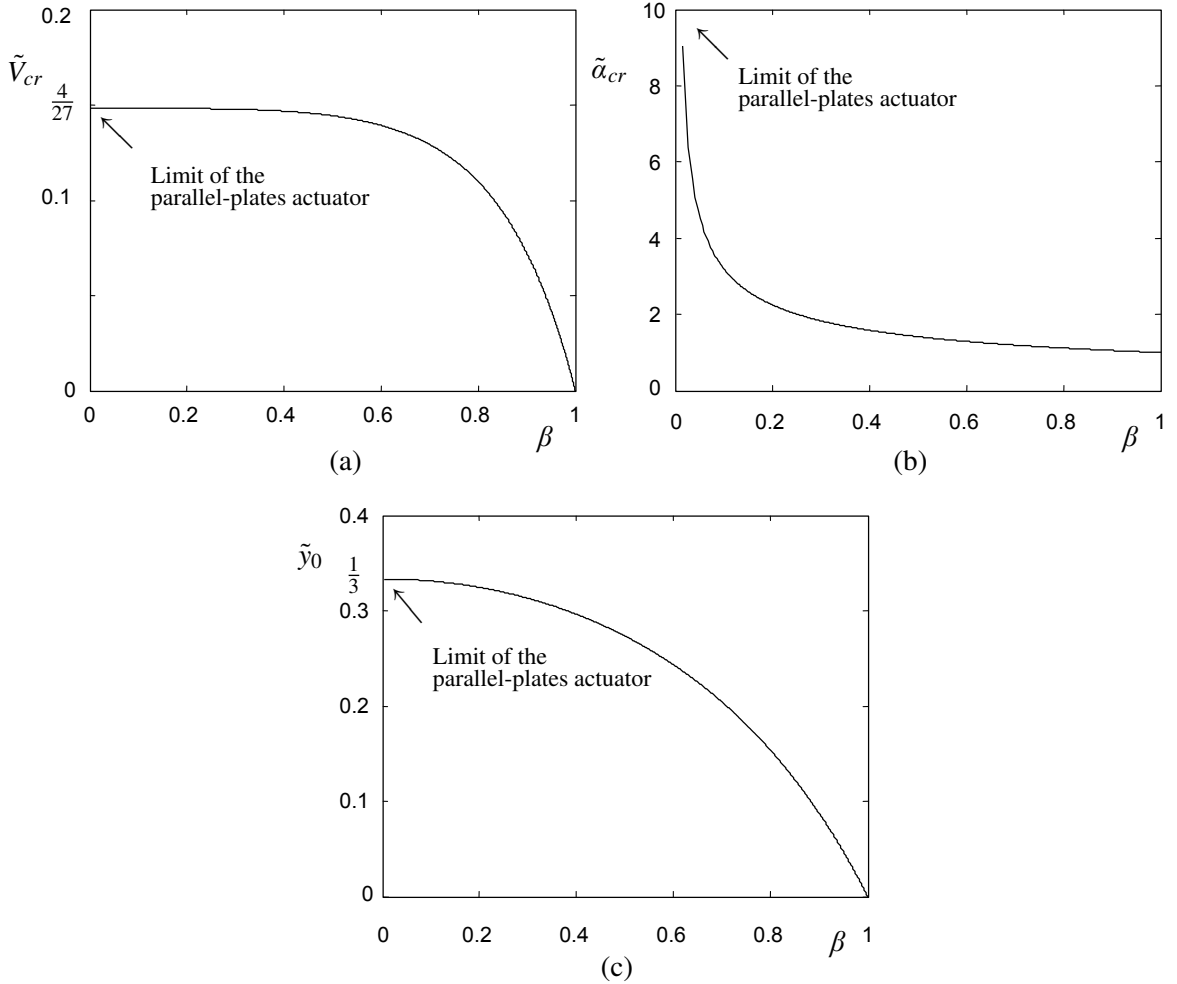 0.2
Ṽcr
4/27
Limit of the
parallel-plates actuator
0.1
0
0 0.2 0.4 0.6 0.8 1
β
(a)
10
α̃cr
8
Limit of the
parallel-plates actuator
6
4
2
0
0 0.2 0.4 0.6 0.8 1
β
(b)
0.4
ỹ0
1/3
0.3
Limit of the
parallel-plates actuator
0.2
0.1
0
0 0.2 0.4 0.6 0.8 1
β
(c)